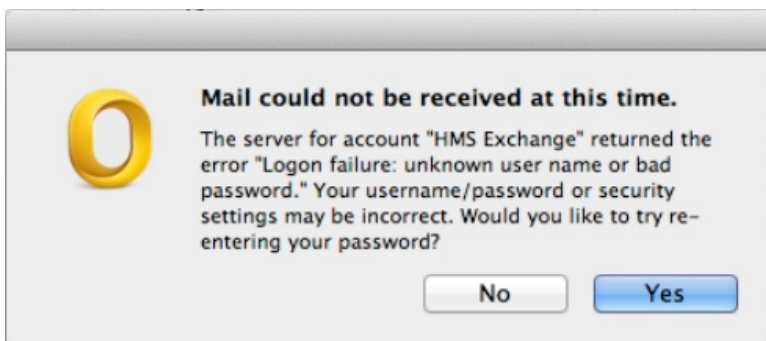 Mail could not be received at this time.
The server for account "HMS Exchange" returned the
error "Logon failure: unknown user name or bad
password." Your username/password or security
settings may be incorrect. Would you like to try re-
entering your password?
No
Yes